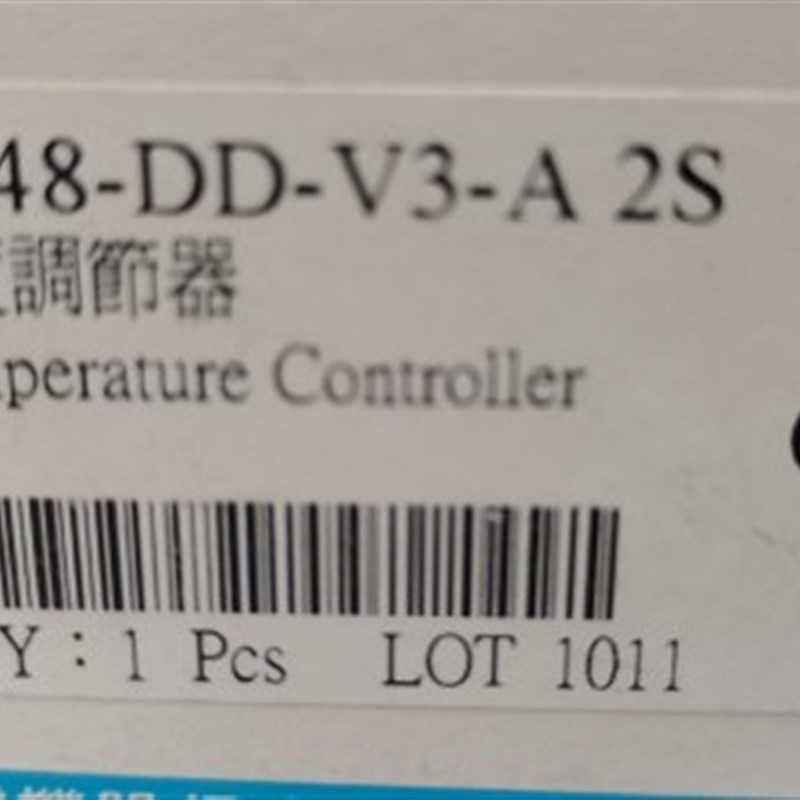 48-DD-V3-A 2S
調節器
perature Controller
Y：1 Pcs LOT 1011